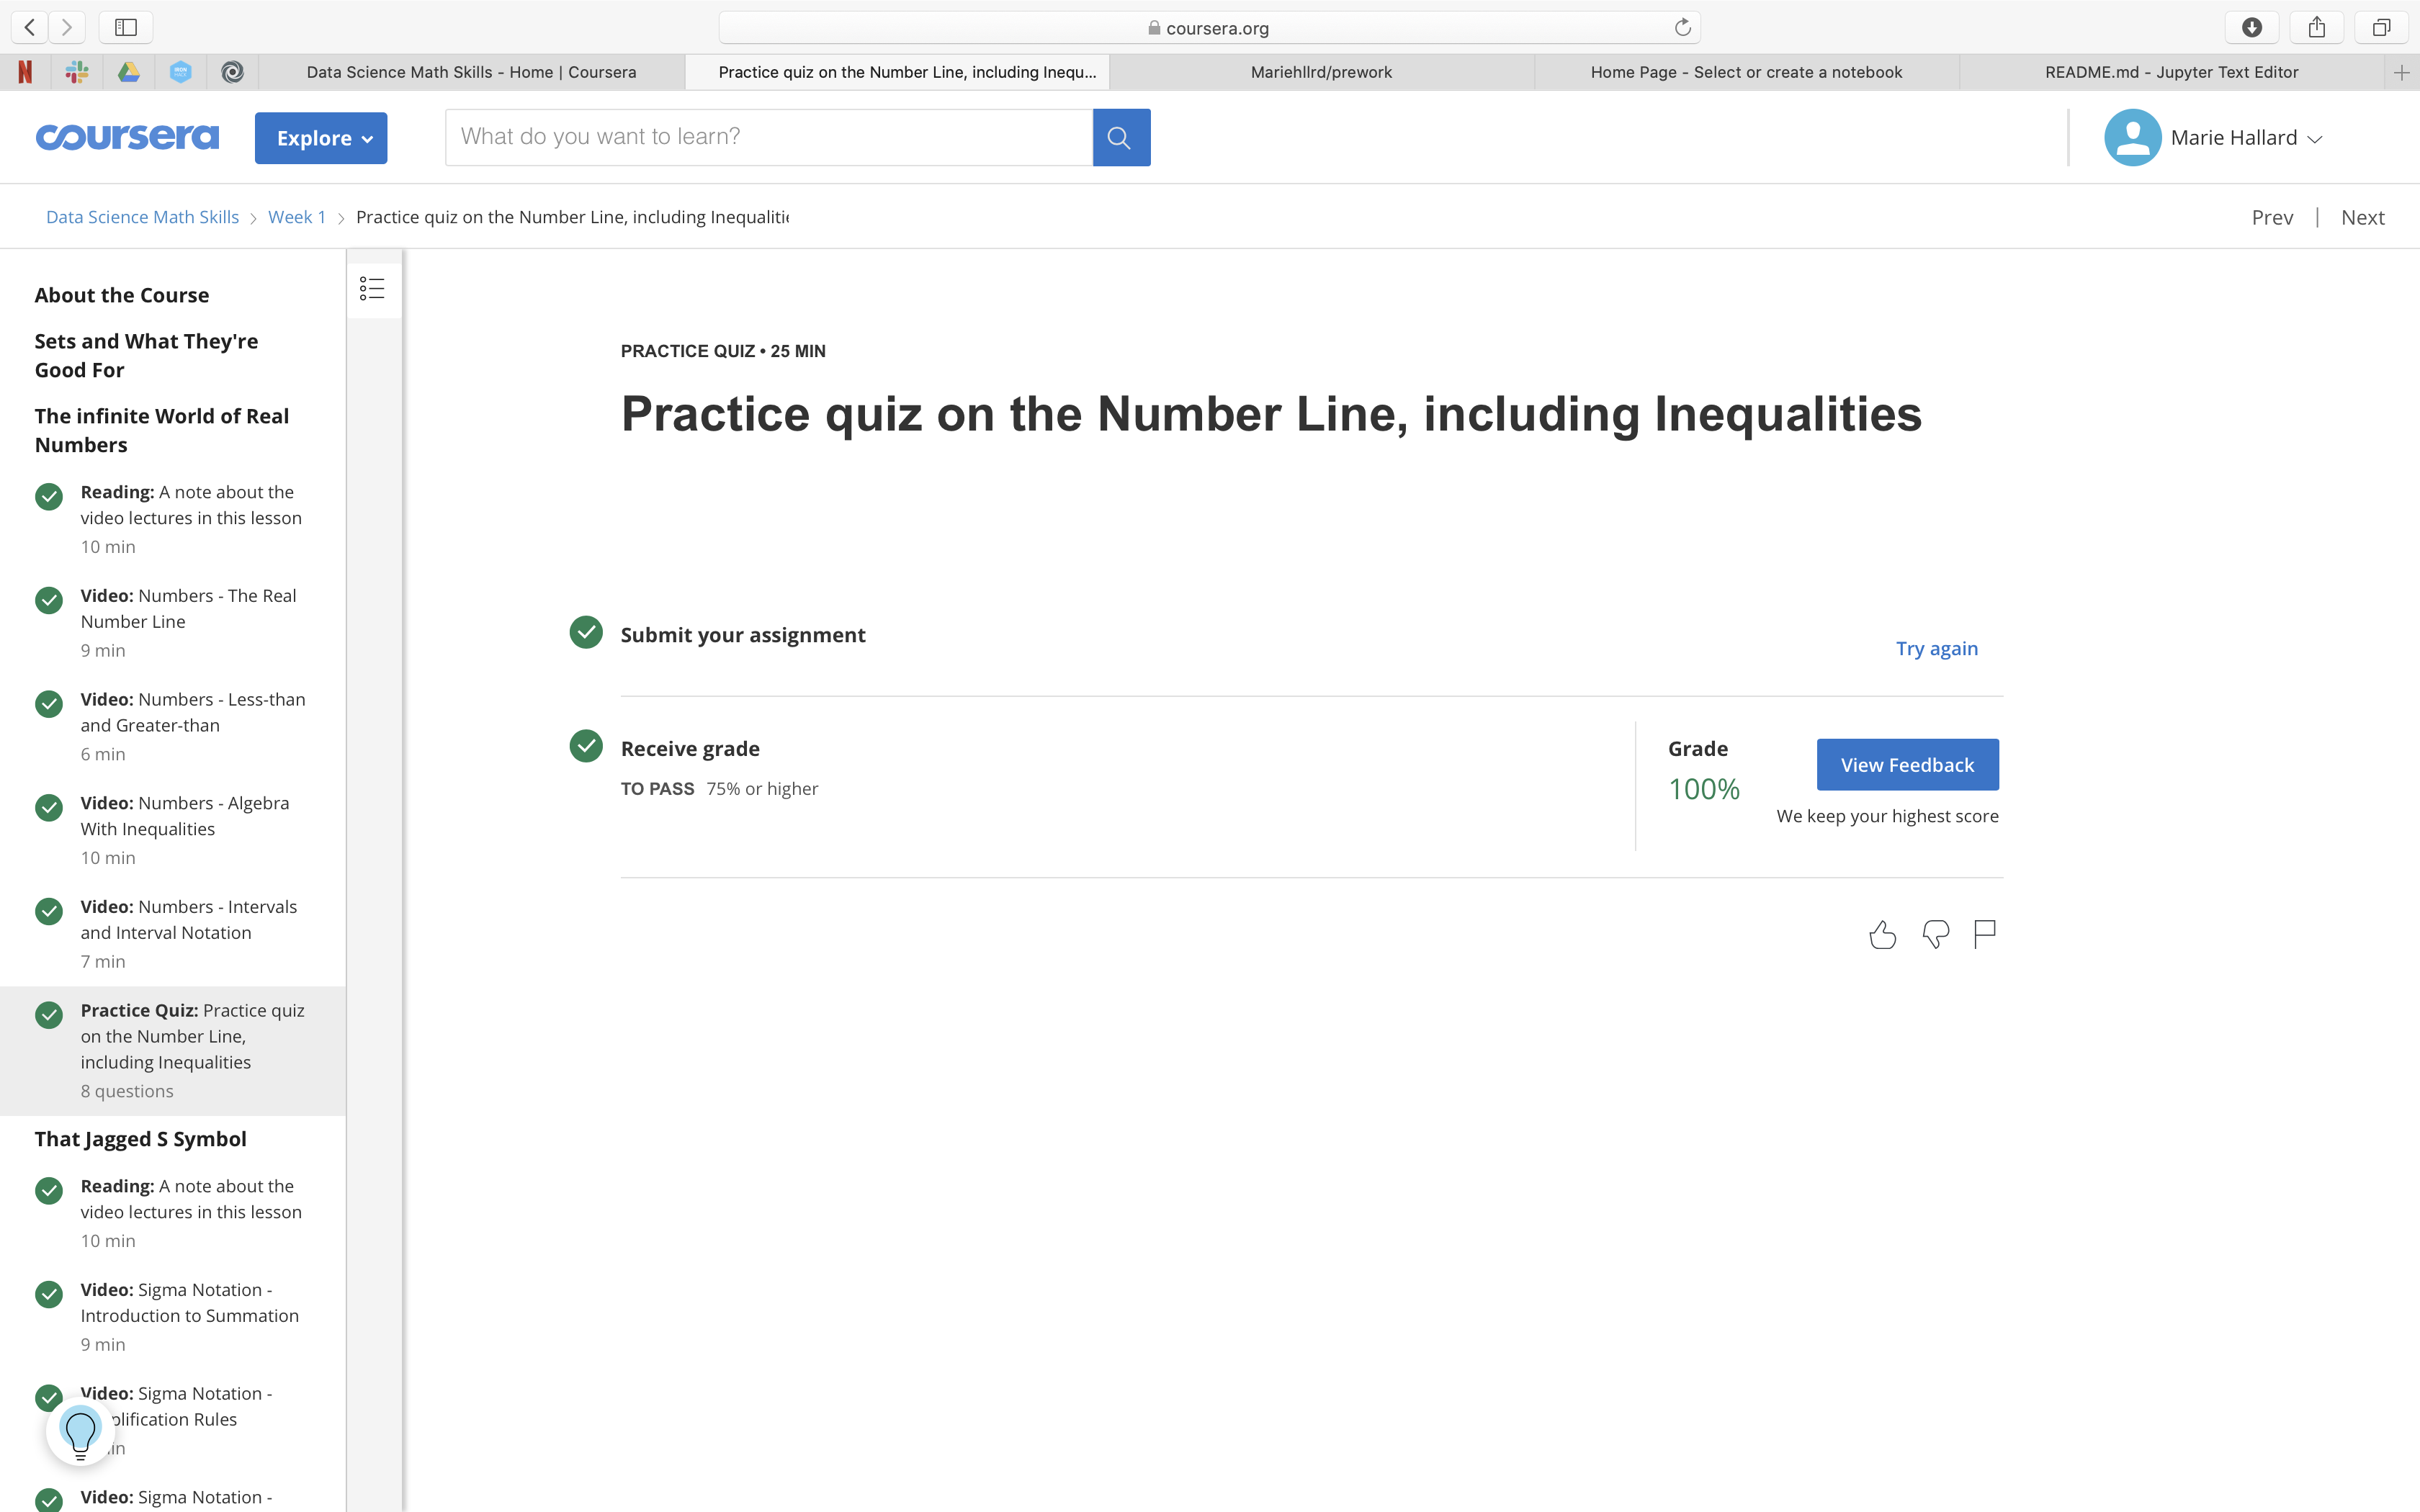 coursera.org
Data Science Math Skills - Home | Coursera
Practice quiz on the Number Line, including Inequ...
Mariehllrd/prework
Home Page - Select or create a notebook
README.md - Jupyter Text Editor
coursera
Explore
What do you want to learn?
Marie Hallard
Data Science Math Skills
Week 1
Practice quiz on the Number Line, including Inequaliti
Prev | Next
About the Course
Sets and What They're
Good For
The infinite World of Real
Numbers
Reading: A note about the
video lectures in this lesson
10 min
Video: Numbers - The Real
Number Line
9 min
Video: Numbers - Less-than
and Greater-than
6 min
Video: Numbers - Algebra
With Inequalities
10 min
Video: Numbers - Intervals
and Interval Notation
7 min
Practice Quiz: Practice quiz
on the Number Line,
including Inequalities
8 questions
That Jagged S Symbol
Reading: A note about the
video lectures in this lesson
10 min
Video: Sigma Notation -
Introduction to Summation
9 min
Video: Sigma Notation -
plification Rules
in
Video: Sigma Notation -
PRACTICE QUIZ • 25 MIN
Practice quiz on the Number Line, including Inequalities
Submit your assignment
Try again
Receive grade
TO PASS 75% or higher
Grade
100%
View Feedback
We keep your highest score